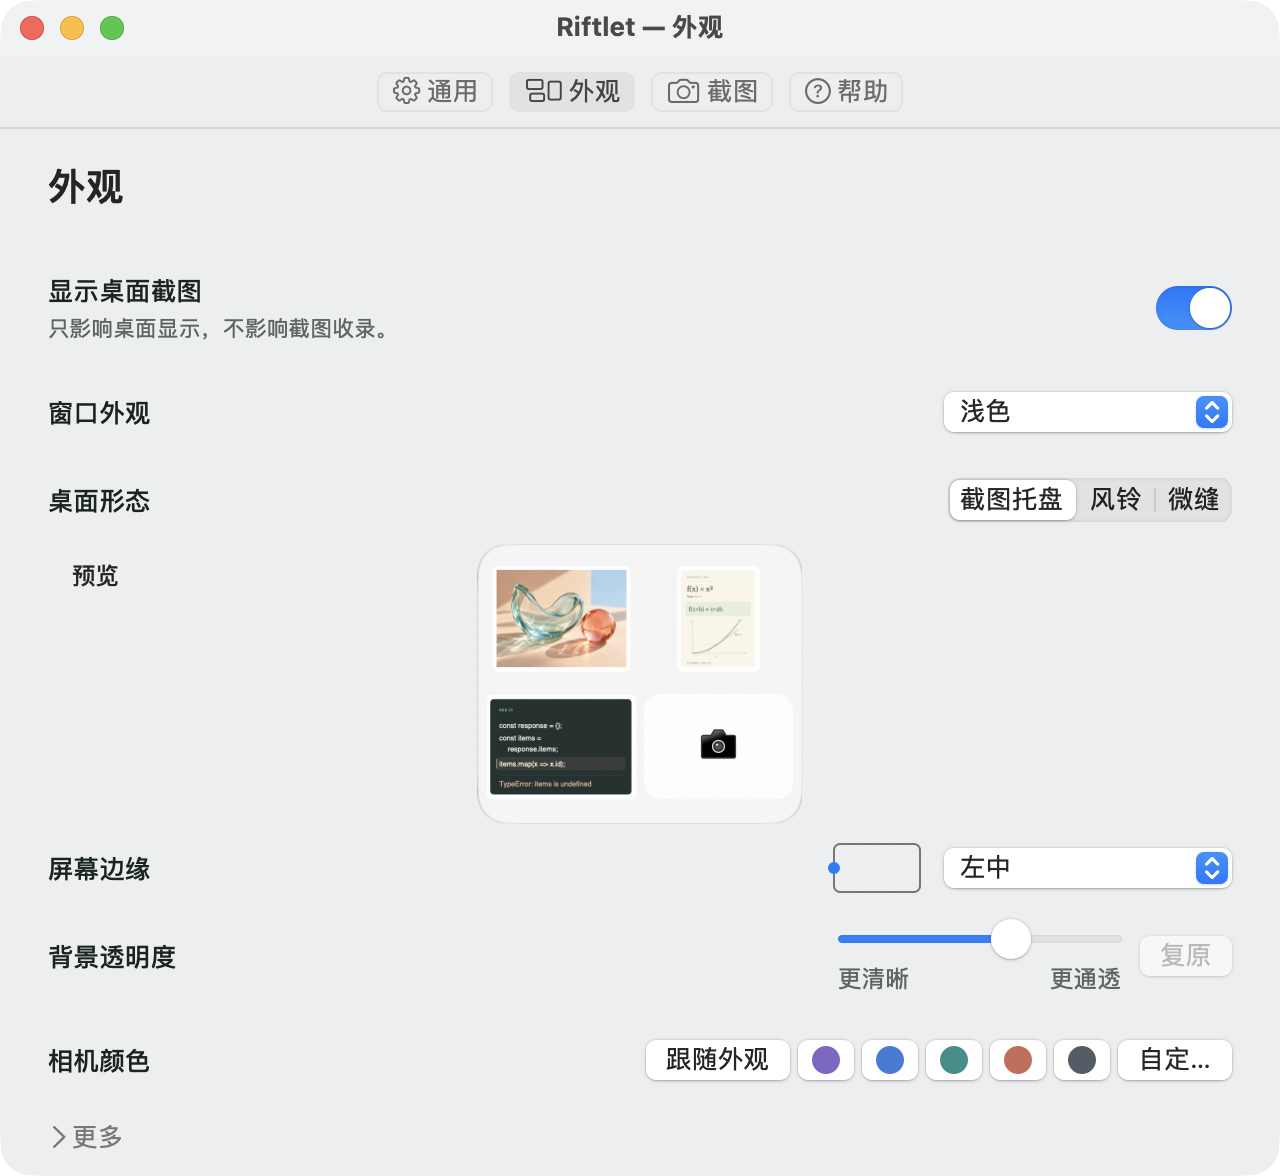 Riftlet — 外观
通用 外观 截图 帮助
外观
显示桌面截图
只影响桌面显示，不影响截图收录。
窗口外观 浅色
桌面形态 截图托盘 风铃 微缝
预览
f(x) = x²
const response = {};
const items =
response.items;
items.map(x => x.id);
TypeError: items is undefined
屏幕边缘 左中
背景透明度 复原
更清晰 更通透
相机颜色 跟随外观 自定...
更多